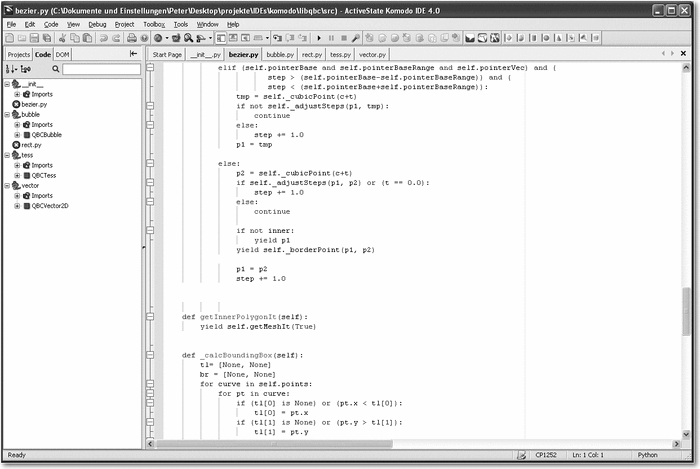 bezier.py (C:\Dokumente und Einstellungen\Peter\Desktop\projekte\IDEs\komodo\libqbc\src) - ActiveState Komodo IDE 4.0
File Edit Code View Debug Project Toolbox Tools Window Help
Projects Code DOM
Start Page __init__.py bezier.py bubble.py rect.py tess.py vector.py
__init__
Imports
bezier.py
bubble
Imports
QBCBubble
rect.py
tess
Imports
QBCTess
vector
Imports
QBCVector2D
elif (self.pointerBase and self.pointerBaseRange and self.pointerVec) and (
step > (self.pointerBase-self.pointerBaseRange)) and (
step < (self.pointerBase+self.pointerBaseRange)):
tmp = self._cubicPoint(c+t)
if not self._adjustSteps(p1, tmp):
continue
else:
step += 1.0
p1 = tmp
else:
p2 = self._cubicPoint(c+t)
if self._adjustSteps(p1, p2) or (t == 0.0):
step += 1.0
else:
continue
if not inner:
yield p1
yield self._borderPoint(p1, p2)
p1 = p2
step += 1.0
def getInnerPolygonIt(self):
yield self.getMeshIt(True)
def _calcBoundingBox(self):
tl= [None, None]
br = [None, None]
for curve in self.points:
for pt in curve:
if (tl[0] is None) or (pt.x < tl[0]):
tl[0] = pt.x
if (tl[1] is None) or (pt.y > tl[1]):
tl[1] = pt.y
Ready CP1252 Ln: 1 Col: 1 Python